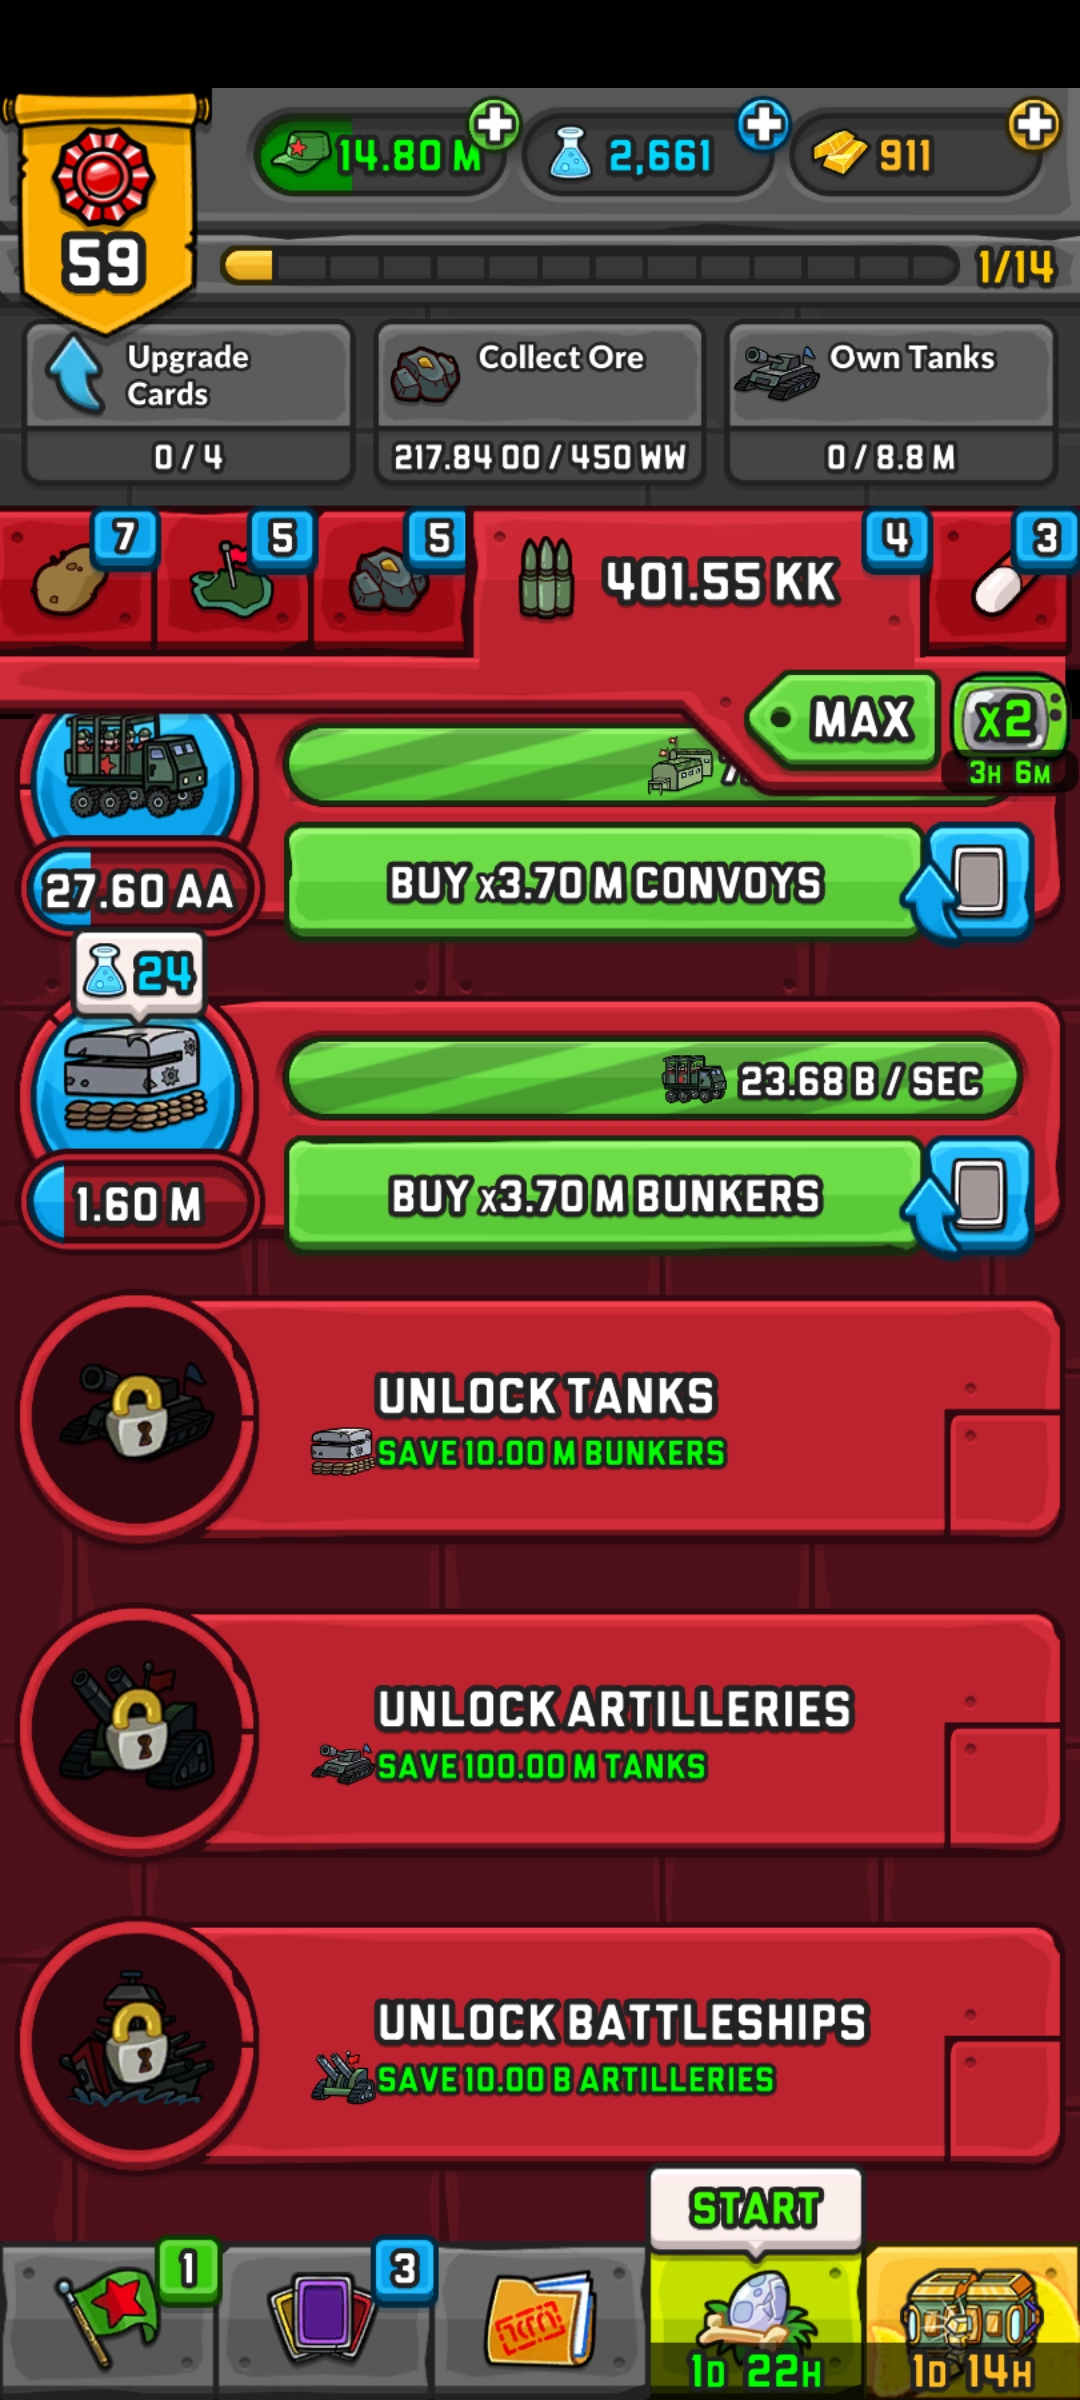 14.80 M
2,661
911
59
1/14
Upgrade
Cards
0 / 4
Collect Ore
217.84 OO / 450 WW
Own Tanks
0 / 8.8 M
7
5
5
401.55 KK
4
3
MAX
x2
3H 6M
27.60 AA
BUY x3.70 M CONVOYS
24
23.68 B / SEC
1.60 M
BUY x3.70 M BUNKERS
UNLOCK TANKS
SAVE 10.00 M BUNKERS
UNLOCK ARTILLERIES
SAVE 100.00 M TANKS
UNLOCK BATTLESHIPS
SAVE 10.00 B ARTILLERIES
START
1
3
1D 22H
1D 14H